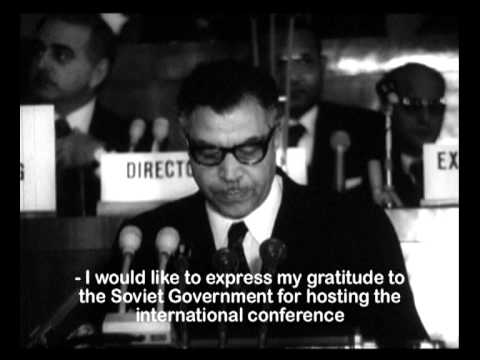 G
DIRECTO
EX
- I would like to express my gratitude to
the Soviet Government for hosting the
international conference